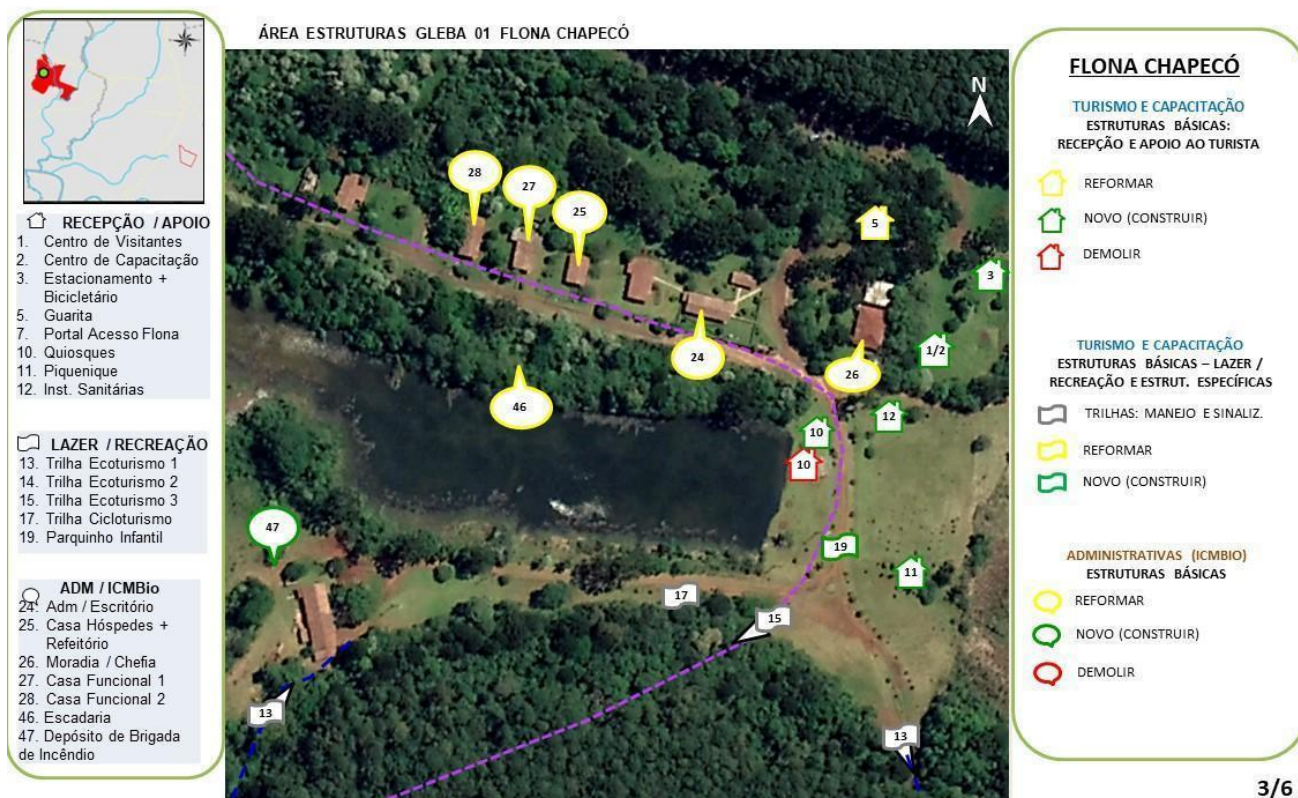 ÁREA ESTRUTURAS GLEBA 01 FLONA CHAPECÓ
RECEPÇÃO / APOIO
1. Centro de Visitantes
2. Centro de Capacitação
3. Estacionamento +
Bicicletário
5. Guarita
7. Portal Acesso Flona
10. Quiosques
11. Piquenique
12. Inst. Sanitárias
LAZER / RECREAÇÃO
13. Trilha Ecoturismo 1
14. Trilha Ecoturismo 2
15. Trilha Ecoturismo 3
17. Trilha Cicloturismo
19. Parquinho Infantil
ADM / ICMBio
24. Adm / Escritório
25. Casa Hóspedes +
Refeitório
26. Moradia / Chefia
27. Casa Funcional 1
28. Casa Funcional 2
46. Escadaria
47. Depósito de Brigada
de Incêndio
N
28
27
25
5
3
24
26
1/2
46
10
12
10
47
19
11
17
15
13
13
FLONA CHAPECÓ
TURISMO E CAPACITAÇÃO
ESTRUTURAS BÁSICAS:
RECEPÇÃO E APOIO AO TURISTA
REFORMAR
NOVO (CONSTRUIR)
DEMOLIR
TURISMO E CAPACITAÇÃO
ESTRUTURAS BÁSICAS – LAZER /
RECREAÇÃO E ESTRUT. ESPECÍFICAS
TRILHAS: MANEJO E SINALIZ.
REFORMAR
NOVO (CONSTRUIR)
ADMINISTRATIVAS (ICMBIO)
ESTRUTURAS BÁSICAS
REFORMAR
NOVO (CONSTRUIR)
DEMOLIR
3/6